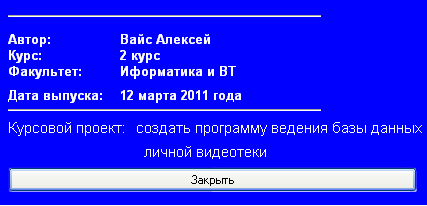 Автор: Вайс Алексей
Курс: 2 курс
Факультет: Иформатика и ВТ
Дата выпуска: 12 марта 2011 года
Курсовой проект: создать программу ведения базы данных
личной видеотеки
Закрыть